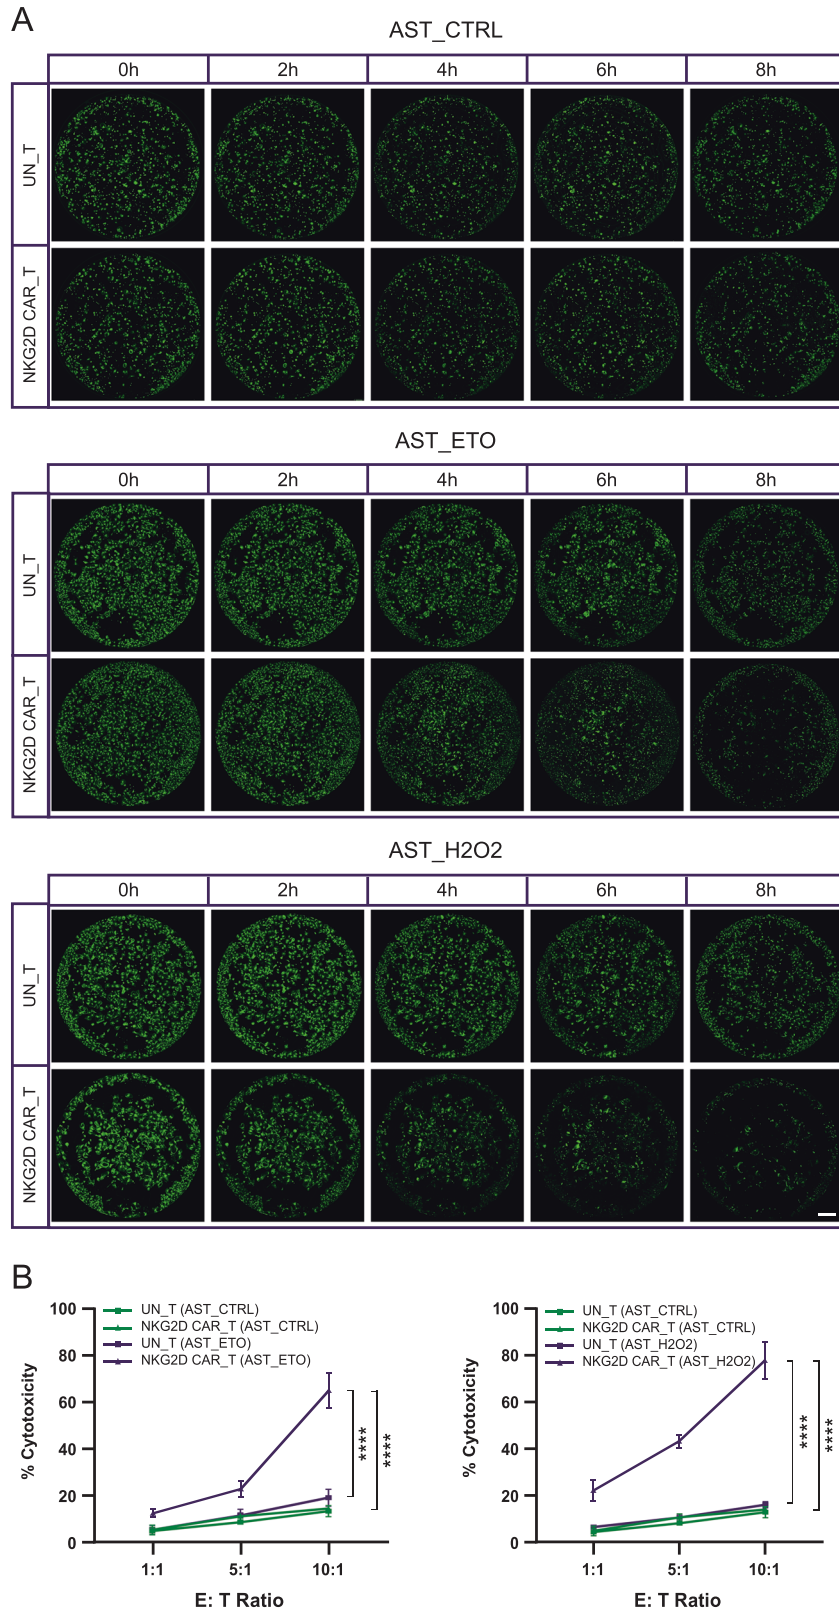 A
AST_CTRL
0h 2h 4h 6h 8h
UN_T
NKG2D CAR_T
AST_ETO
0h 2h 4h 6h 8h
UN_T
NKG2D CAR_T
AST_H2O2
0h 2h 4h 6h 8h
UN_T
NKG2D CAR_T
B
% Cytotoxicity
100
80
60
40
20
0
UN_T (AST_CTRL)
NKG2D CAR_T (AST_CTRL)
UN_T (AST_ETO)
NKG2D CAR_T (AST_ETO)
****
****
1:1 5:1 10:1
E: T Ratio
% Cytotoxicity
100
80
60
40
20
0
UN_T (AST_CTRL)
NKG2D CAR_T (AST_CTRL)
UN_T (AST_H2O2)
NKG2D CAR_T (AST_H2O2)
****
****
1:1 5:1 10:1
E: T Ratio